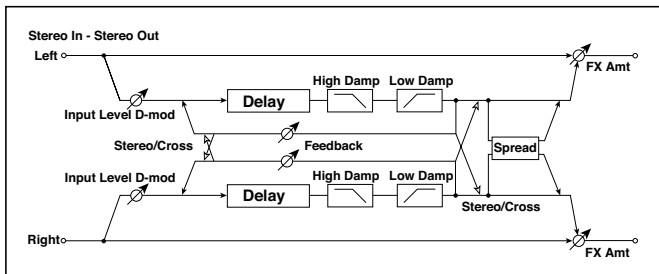 Stereo In - Stereo Out
Left
FX Amt
High Damp Low Damp
Delay
Input Level D-mod
Stereo/Cross
Feedback
Spread
Input Level D-mod
High Damp Low Damp
Delay
Stereo/Cross
Right
FX Amt